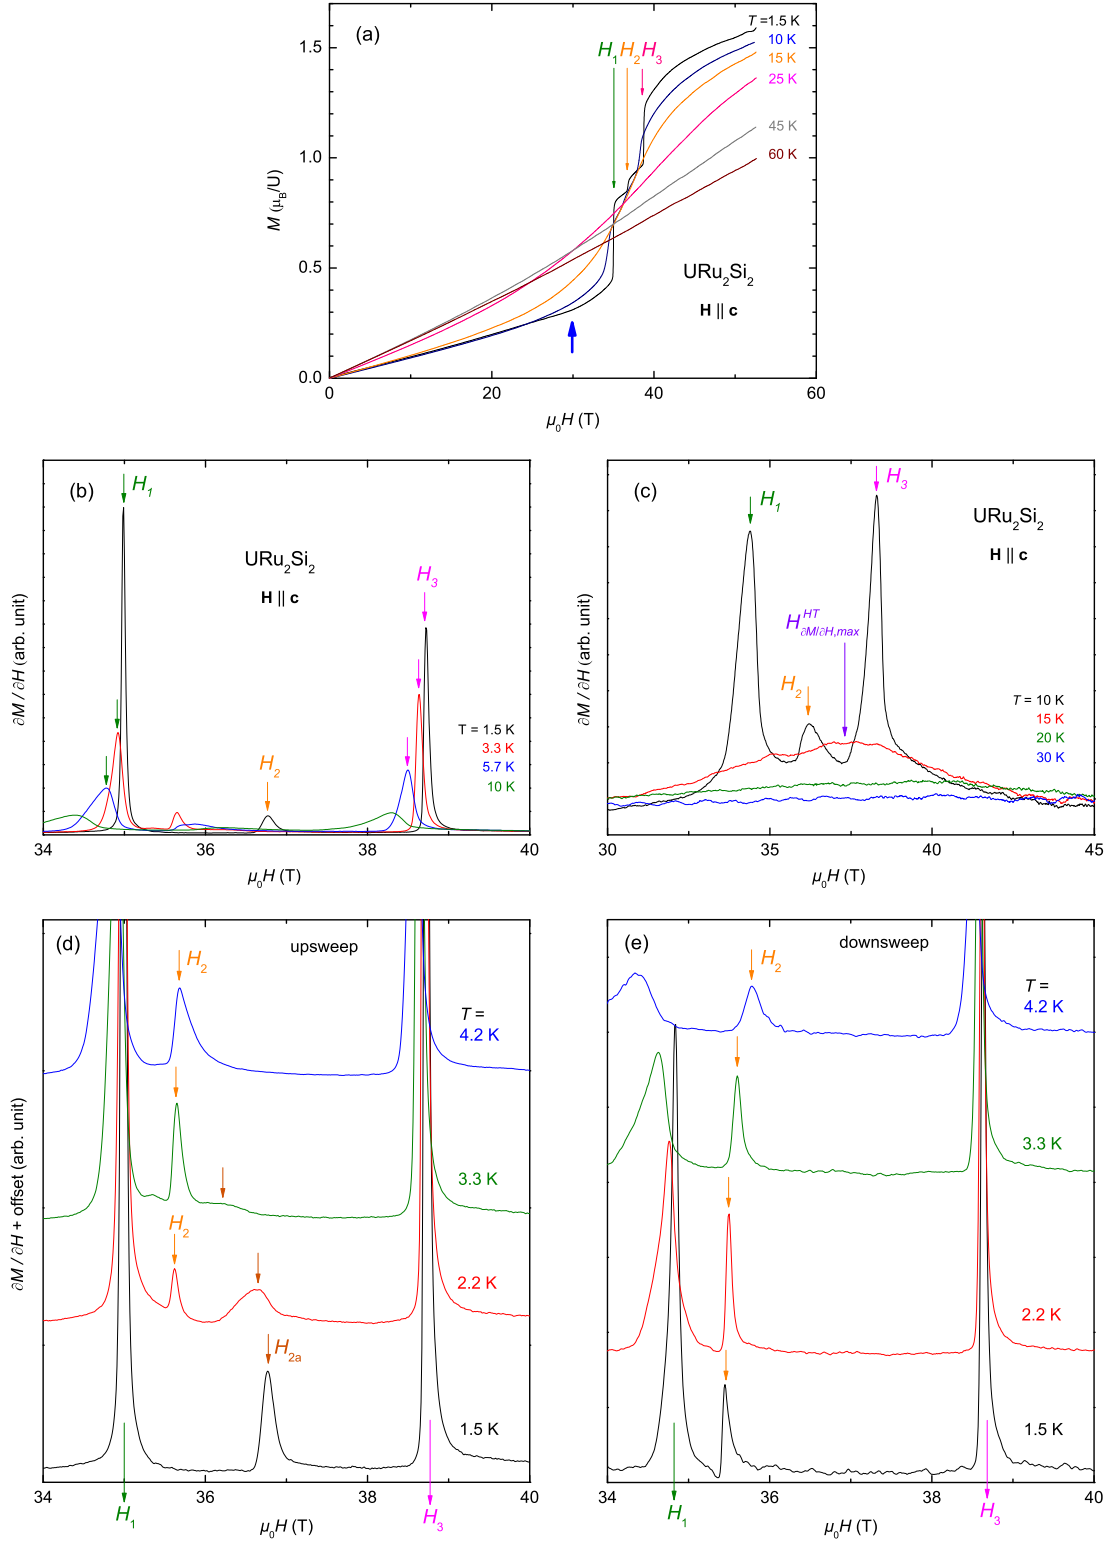 (a)
T =1.5 K
10 K
15 K
25 K
45 K
60 K
H1 H2 H3
M (μB/U)
1.5
1.0
0.5
0.0
URu2Si2
H || c
0 20 40 60
μ0H (T)
(b)
H1
URu2Si2
H || c
H3
H2
T = 1.5 K
3.3 K
5.7 K
10 K
∂M / ∂H (arb. unit)
34 36 38 40
μ0H (T)
(c)
H3
H1
URu2Si2
H || c
H HT ∂M/∂H,max
H2
T = 10 K
15 K
20 K
30 K
∂M / ∂H (arb. unit)
30 35 40 45
μ0H (T)
(d)
upsweep
H2
T =
4.2 K
3.3 K
H2
2.2 K
H2a
1.5 K
∂M / ∂H + offset (arb. unit)
34 36 38 40
H1
H3
μ0H (T)
(e)
downsweep
H2
T =
4.2 K
3.3 K
2.2 K
1.5 K
34 36 38 40
H1
H3
μ0H (T)